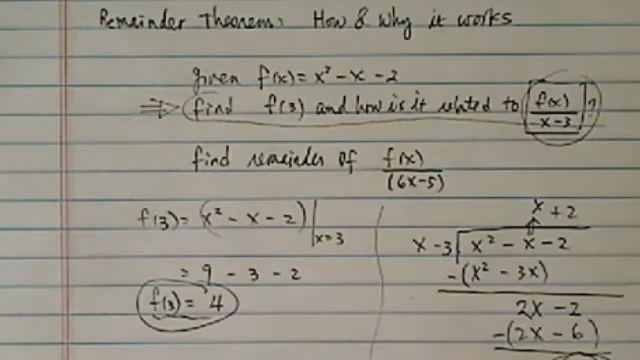 Remainder Theorem: How & Why it works
given f(x) = x² - x - 2
⇒ find f(3) and how is it related to f(x)/(x-3) ?
find remainder of f(x)/(6x-5)
f(3) = (x² - x - 2)|x=3
= 9 - 3 - 2
f(3) = 4
x + 2
x - 3 √ x² - x - 2
-(x² - 3x)
2x - 2
-(2x - 6)